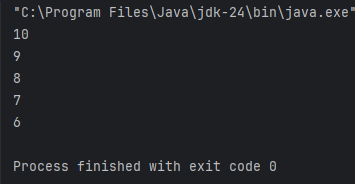 "C:\Program Files\Java\jdk-24\bin\java.exe"
10
9
8
7
6
Process finished with exit code 0